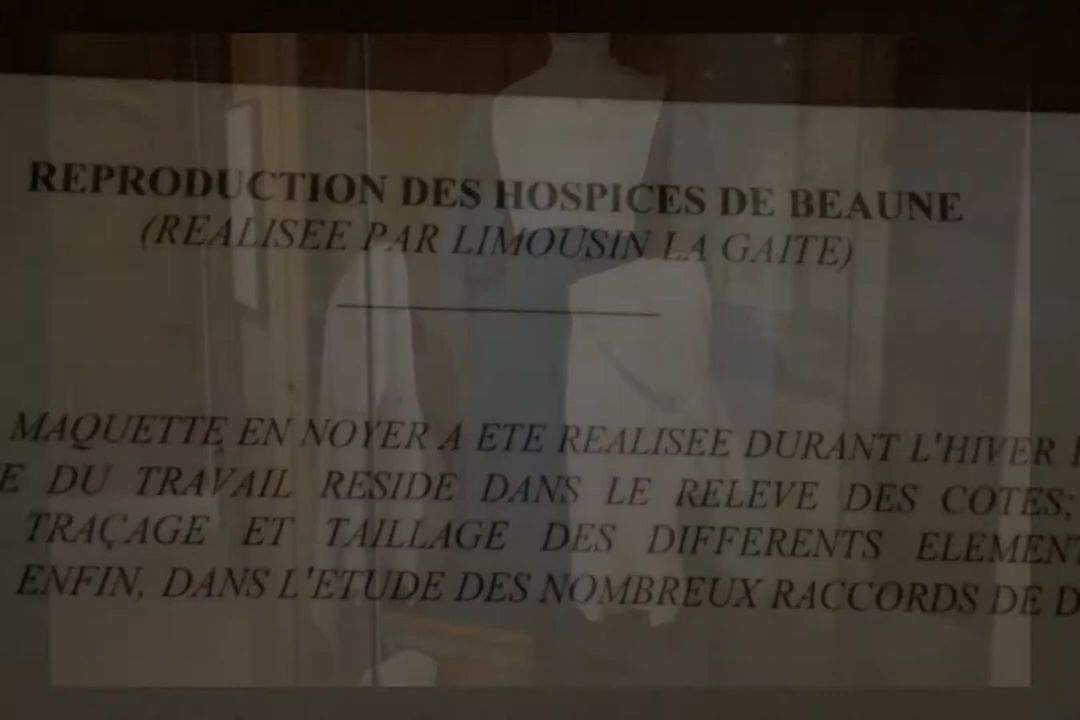 REPRODUCTION DES HOSPICES DE BEAUNE
(REALISEE PAR LIMOUSIN LA GAITE)
MAQUETTE EN NOYER A ETE REALISEE DURANT L'HIVER
DU TRAVAIL RESIDE DANS LE RELEVE DES COTES;
TRAÇAGE ET TAILLAGE DES DIFFERENTS ELEMENT
ENFIN, DANS L'ETUDE DES NOMBREUX RACCORDS DE D